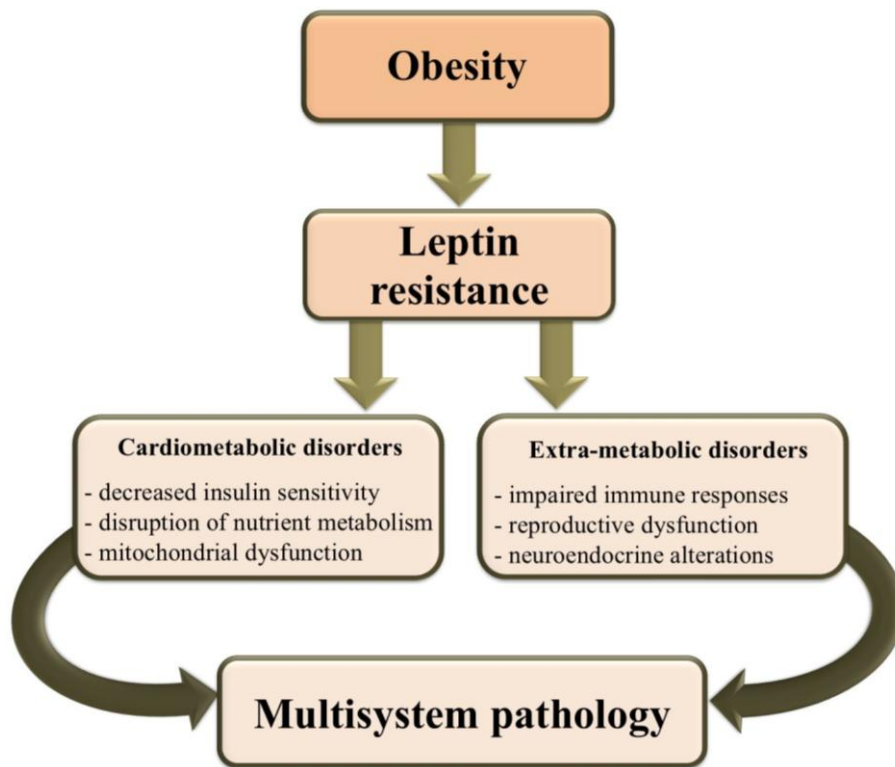 Obesity
Leptin
resistance
Cardiometabolic disorders
- decreased insulin sensitivity
- disruption of nutrient metabolism
- mitochondrial dysfunction
Extra-metabolic disorders
- impaired immune responses
- reproductive dysfunction
- neuroendocrine alterations
Multisystem pathology